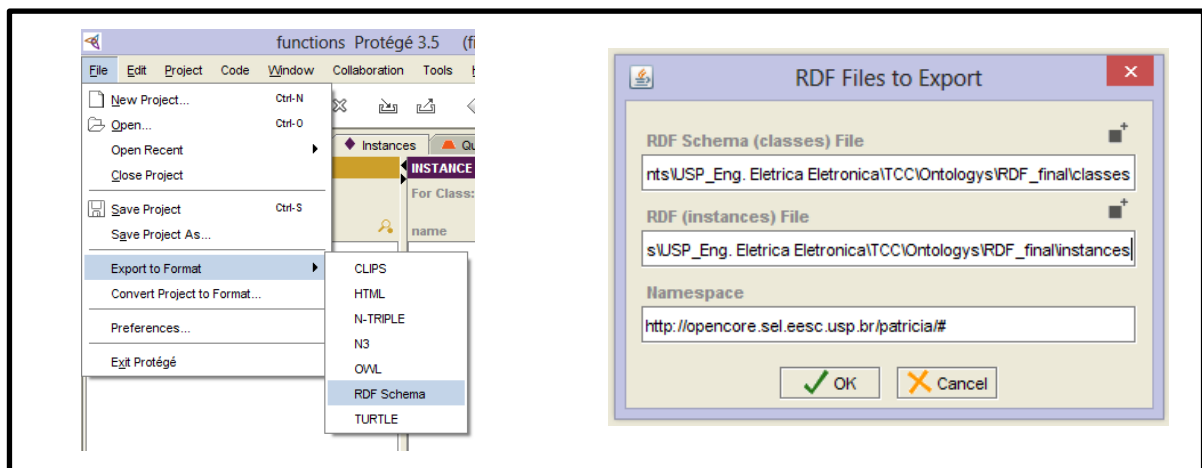 functions Protégé 3.5 (fi
File Edit Project Code Window Collaboration Tools
New Project... Ctrl-N
Open... Ctrl-O
Open Recent
Close Project
Save Project Ctrl-S
Save Project As...
Export to Format
Convert Project to Format...
Preferences...
Exit Protégé
Instances Qu
INSTANCE
For Class:
name
CLIPS
HTML
N-TRIPLE
N3
OWL
RDF Schema
TURTLE
RDF Files to Export
RDF Schema (classes) File
nts\USP_Eng. Eletrica Eletronica\TCC\Ontologys\RDF_final\classes
RDF (instances) File
s\USP_Eng. Eletrica Eletronica\TCC\Ontologys\RDF_final\instances
Namespace
http://opencore.sel.eesc.usp.br/patricia/#
OK Cancel